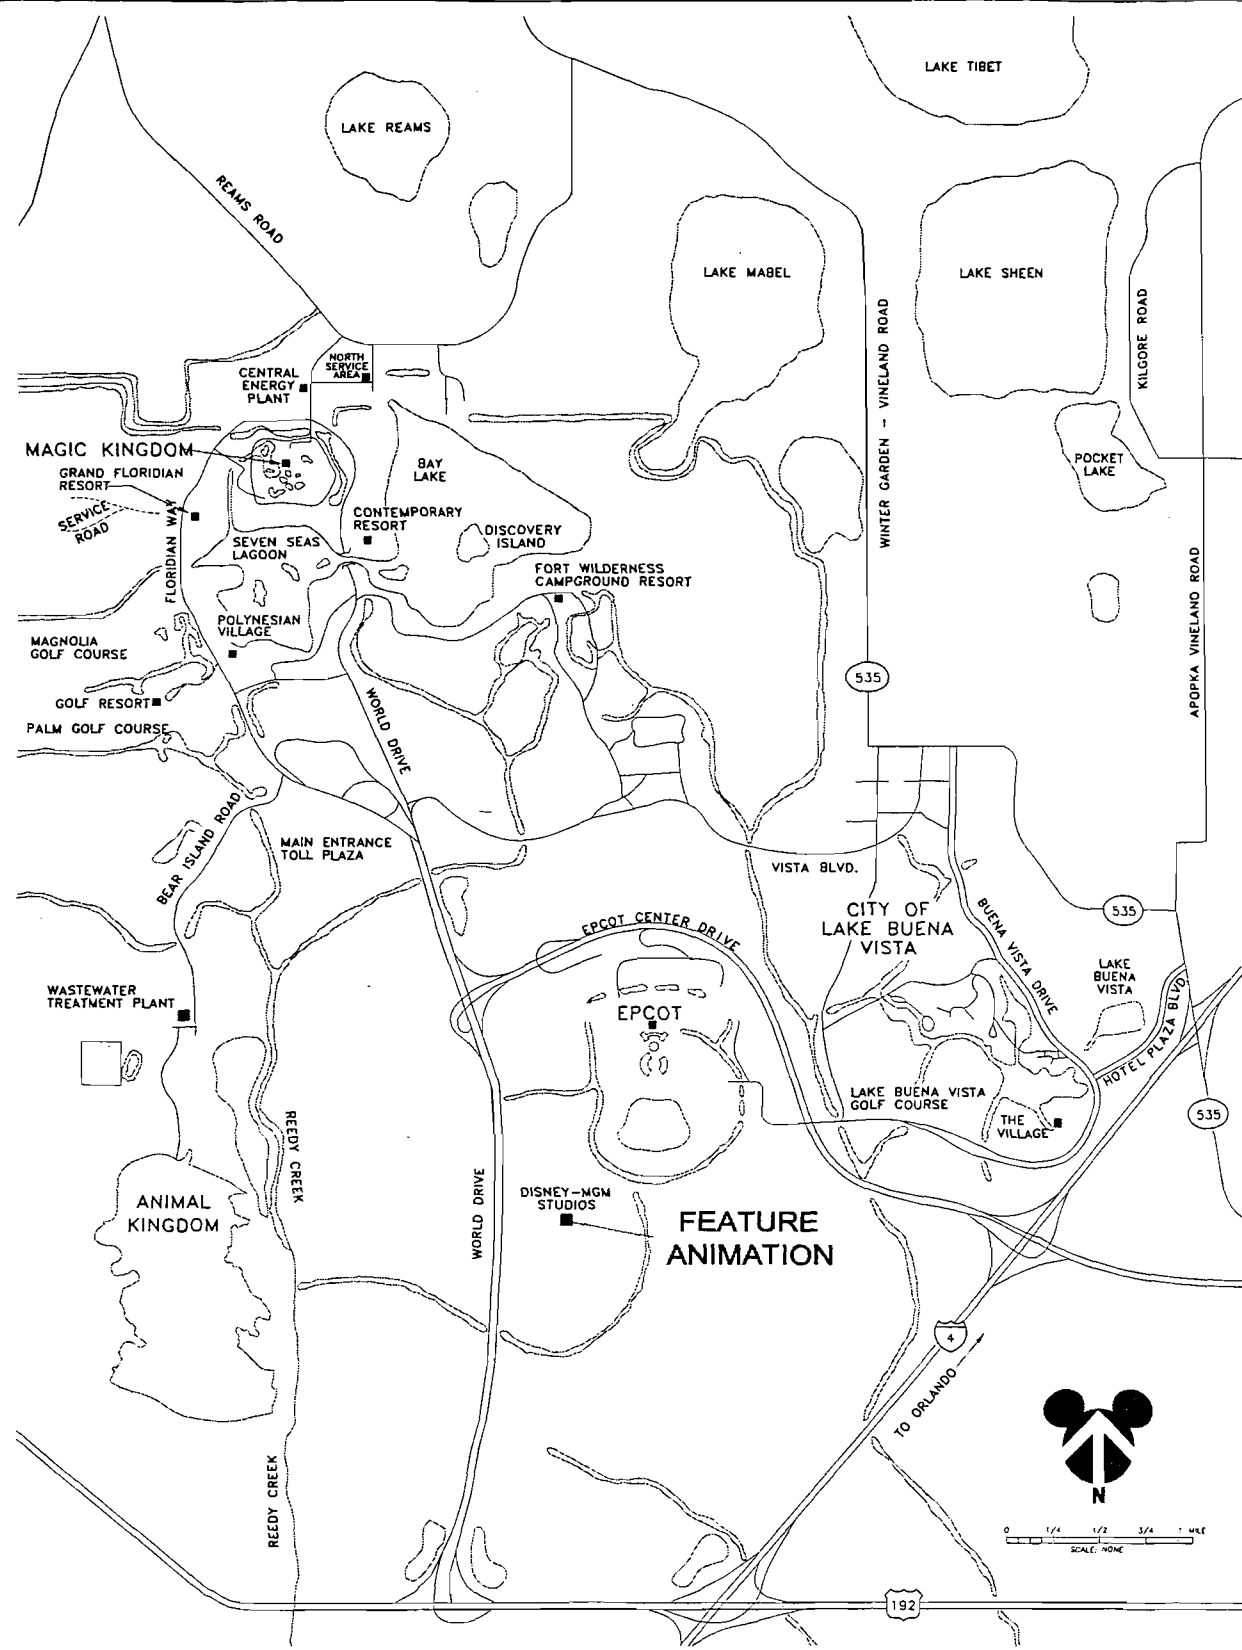 LAKE TIBET
LAKE REAMS
REAMS ROAD
LAKE MABEL
LAKE SHEEN
KILGORE ROAD
WINTER GARDEN - VINELAND ROAD
NORTH
SERVICE
AREA
CENTRAL
ENERGY
PLANT
MAGIC KINGDOM
GRAND FLORIDIAN
RESORT
SERVICE
ROAD
FLORIDIAN WAY
BAY
LAKE
POCKET
LAKE
CONTEMPORARY
RESORT
SEVEN SEAS
LAGOON
DISCOVERY
ISLAND
FORT WILDERNESS
CAMPGROUND RESORT
APOPKA VINELAND ROAD
POLYNESIAN
VILLAGE
MAGNOLIA
GOLF COURSE
GOLF RESORT
PALM GOLF COURSE
535
WORLD DRIVE
BEAR ISLAND ROAD
MAIN ENTRANCE
TOLL PLAZA
VISTA BLVD.
CITY OF
LAKE BUENA
VISTA
BUENA VISTA DRIVE
535
EPCOT CENTER DRIVE
LAKE
BUENA
VISTA
HOTEL PLAZA BLVD.
WASTEWATER
TREATMENT PLANT
EPCOT
LAKE BUENA VISTA
GOLF COURSE
THE
VILLAGE
535
REEDY CREEK
WORLD DRIVE
ANIMAL
KINGDOM
DISNEY-MGM
STUDIOS
FEATURE
ANIMATION
4
TO ORLANDO
REEDY CREEK
N
0 1/4 1/2 3/4 1 MILE
SCALE: NONE
192